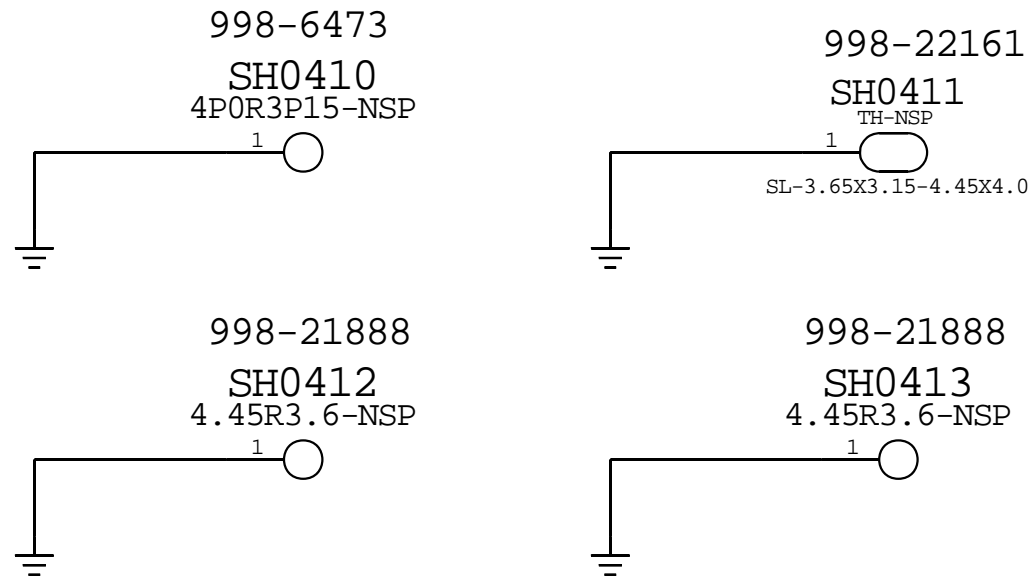 998-6473
SH0410
4P0R3P15-NSP
1
998-22161
SH0411
TH-NSP
1
SL-3.65X3.15-4.45X4.0
998-21888
SH0412
4.45R3.6-NSP
1
998-21888
SH0413
4.45R3.6-NSP
1